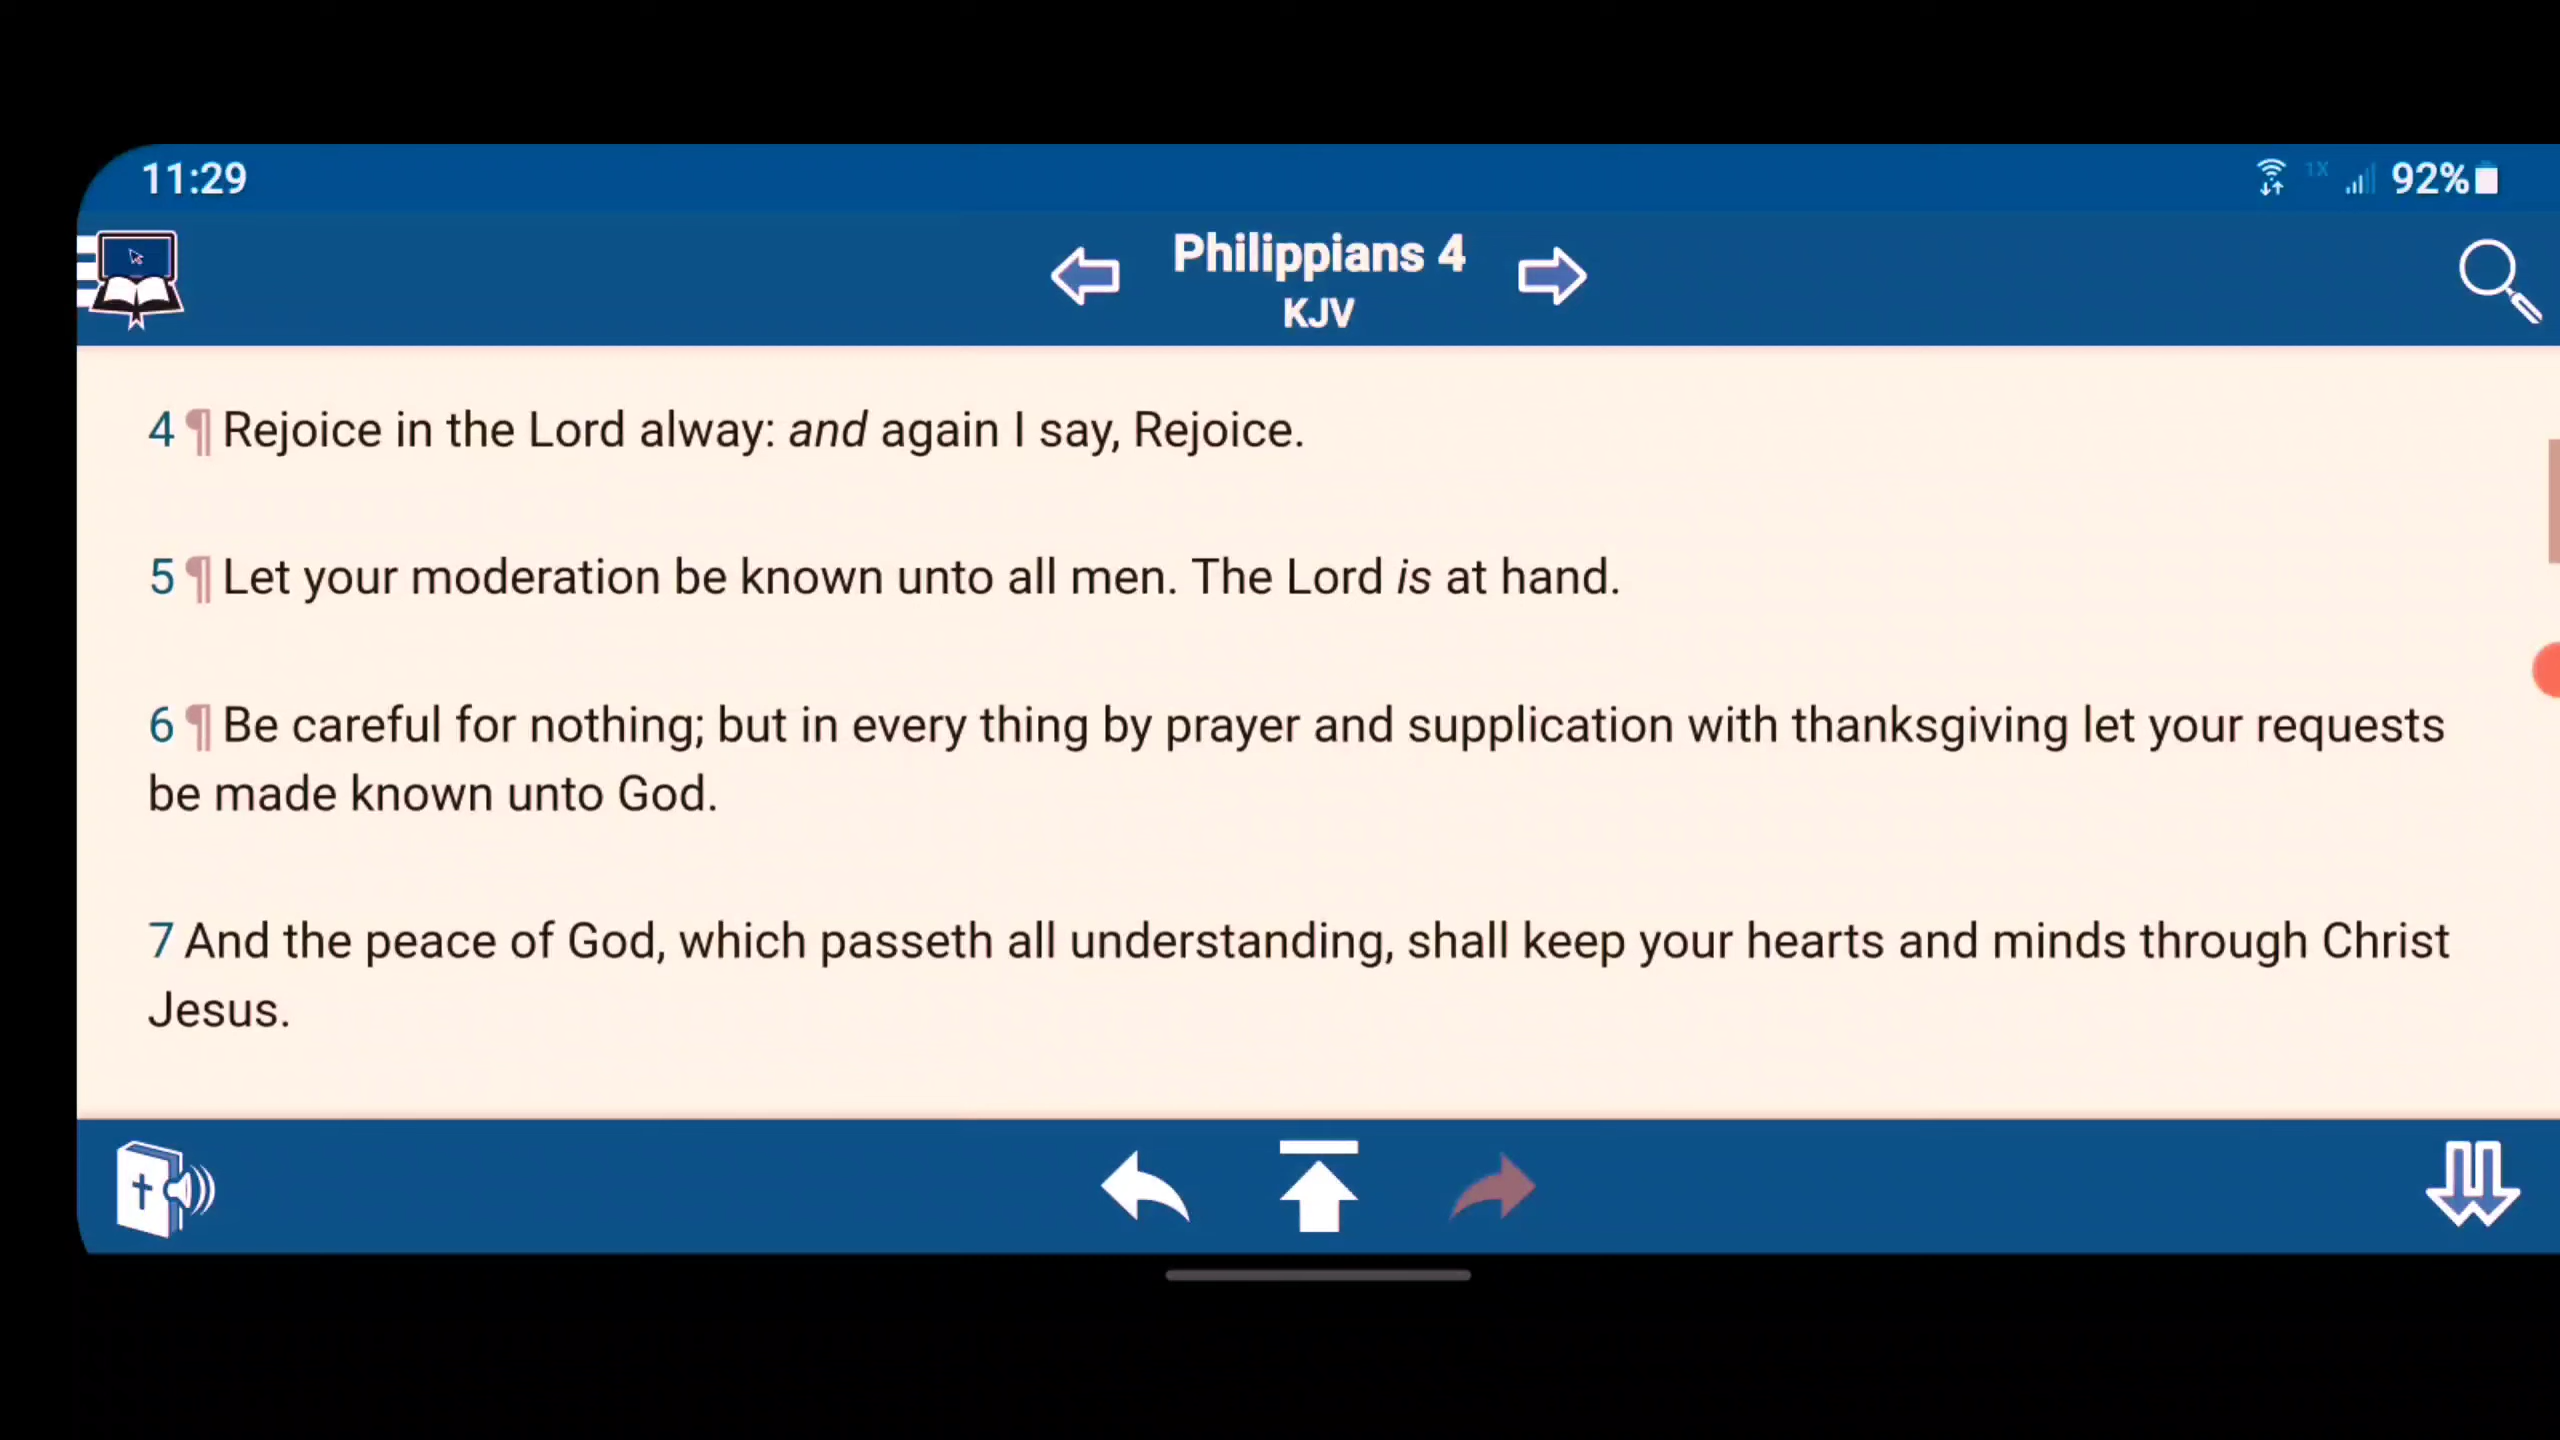 11:29 1X 92%
Philippians 4
KJV
4 ¶ Rejoice in the Lord alway: and again I say, Rejoice.
5 ¶ Let your moderation be known unto all men. The Lord is at hand.
6 ¶ Be careful for nothing; but in every thing by prayer and supplication with thanksgiving let your requests
be made known unto God.
7 And the peace of God, which passeth all understanding, shall keep your hearts and minds through Christ
Jesus.